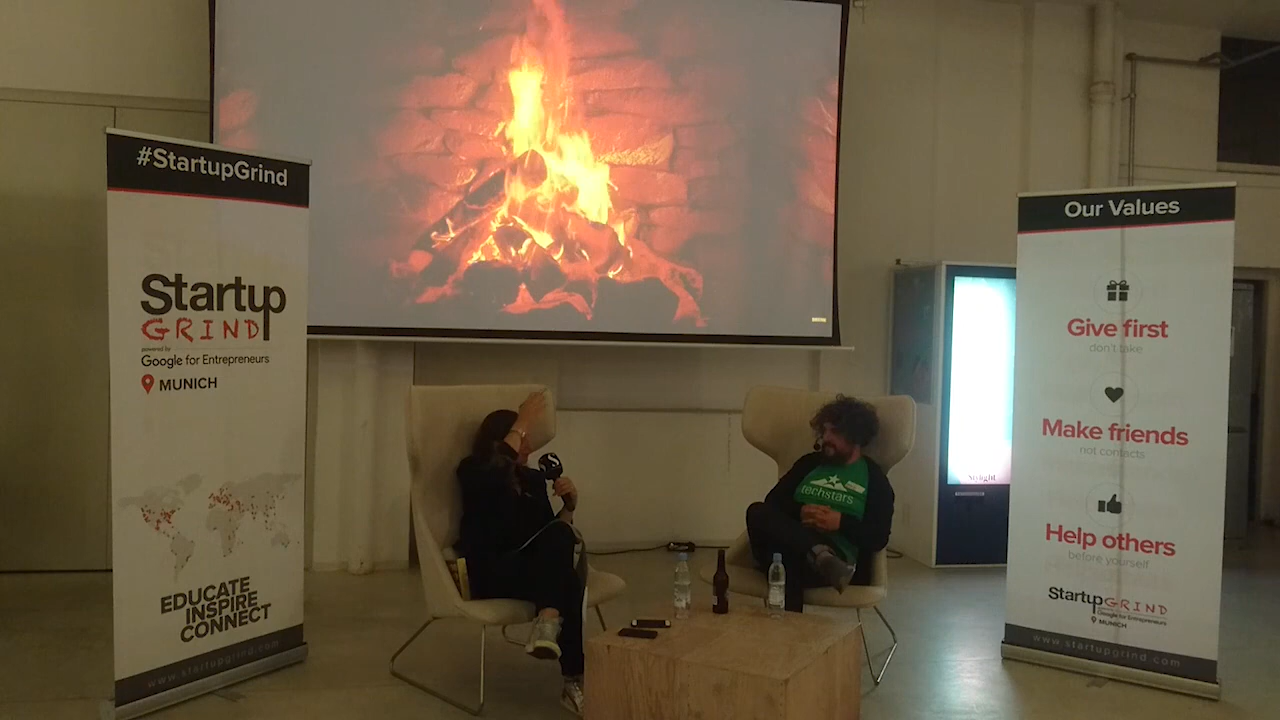 #StartupGrind
Startup
GRIND
powered by
Google for Entrepreneurs
MUNICH
EDUCATE
INSPIRE
CONNECT
www.startupgrind.com
techstars
Stylight
Our Values
Give first
don't take
Make friends
not contacts
Help others
before yourself
Startup GRIND
Google for Entrepreneurs
MUNICH
www.startupgrind.com